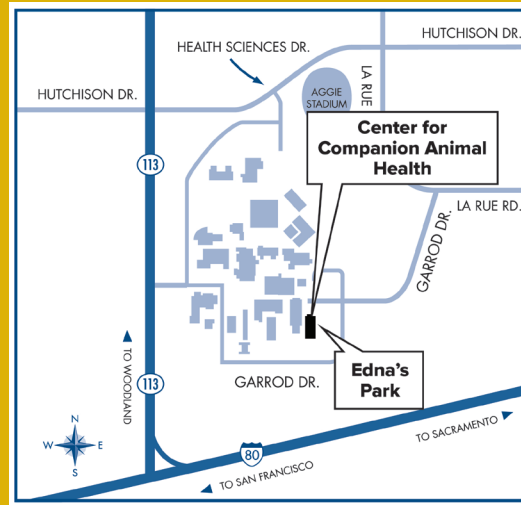 HUTCHISON DR.
HEALTH SCIENCES DR.
LA RUE
AGGIE
STADIUM
HUTCHISON DR.
Center for
Companion Animal
Health
113
LA RUE RD.
GARROD DR.
TO WOODLAND
Edna's
Park
113
GARROD DR.
N
W
E
S
TO SACRAMENTO
80
TO SAN FRANCISCO